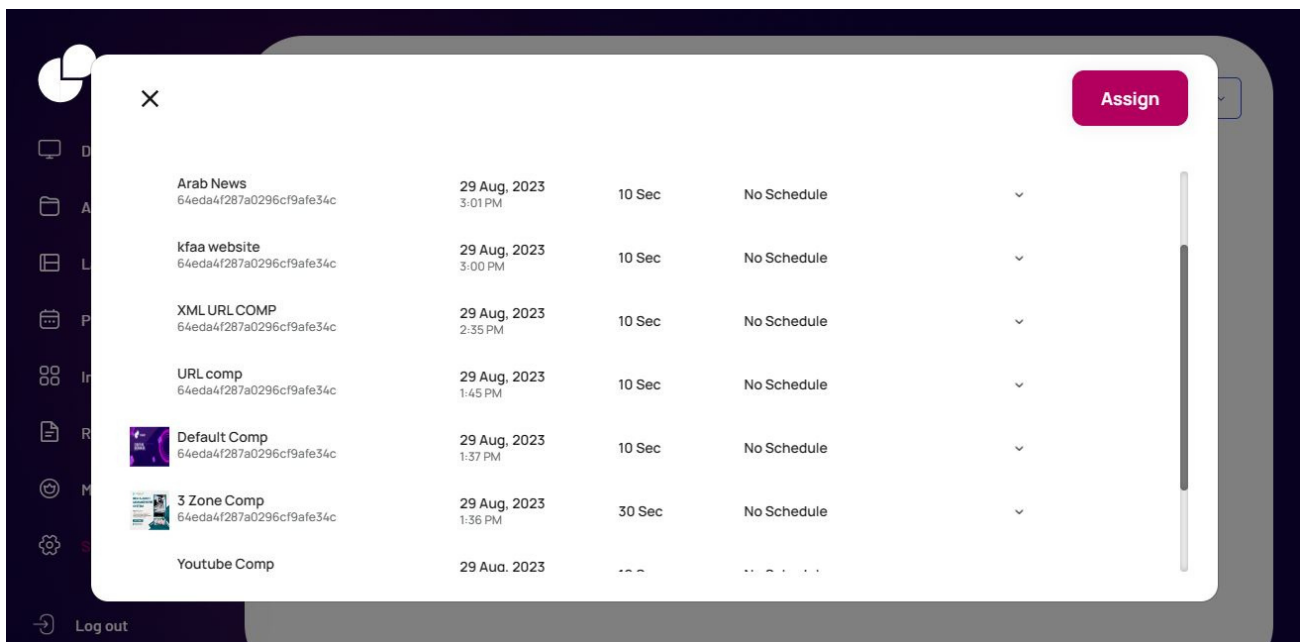 Assign
Arab News
64eda4f287a0296cf9afe34c
29 Aug, 2023
3:01 PM
10 Sec
No Schedule
kfaa website
64eda4f287a0296cf9afe34c
29 Aug, 2023
3:00 PM
10 Sec
No Schedule
XML URL COMP
64eda4f287a0296cf9afe34c
29 Aug, 2023
2:35 PM
10 Sec
No Schedule
URL comp
64eda4f287a0296cf9afe34c
29 Aug, 2023
1:45 PM
10 Sec
No Schedule
Default Comp
64eda4f287a0296cf9afe34c
29 Aug, 2023
1:37 PM
10 Sec
No Schedule
3 Zone Comp
64eda4f287a0296cf9afe34c
29 Aug, 2023
1:36 PM
30 Sec
No Schedule
Youtube Comp
29 Aug, 2023
D
A
L
P
In
R
M
S
Log out